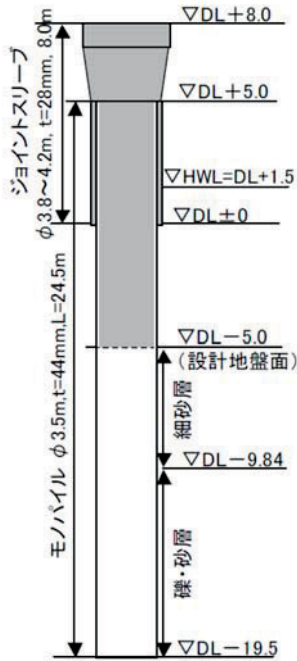 ▽DL+8.0
ジョイントスリーブ
φ3.8～4.2m, t=28mm, 8.0m
▽DL+5.0
▽HWL=DL+1.5
▽DL±0
モノパイル φ3.5m,t=44mm,L=24.5m
▽DL-5.0
(設計地盤面)
細砂層
▽DL-9.84
礫・砂層
▽DL-19.5